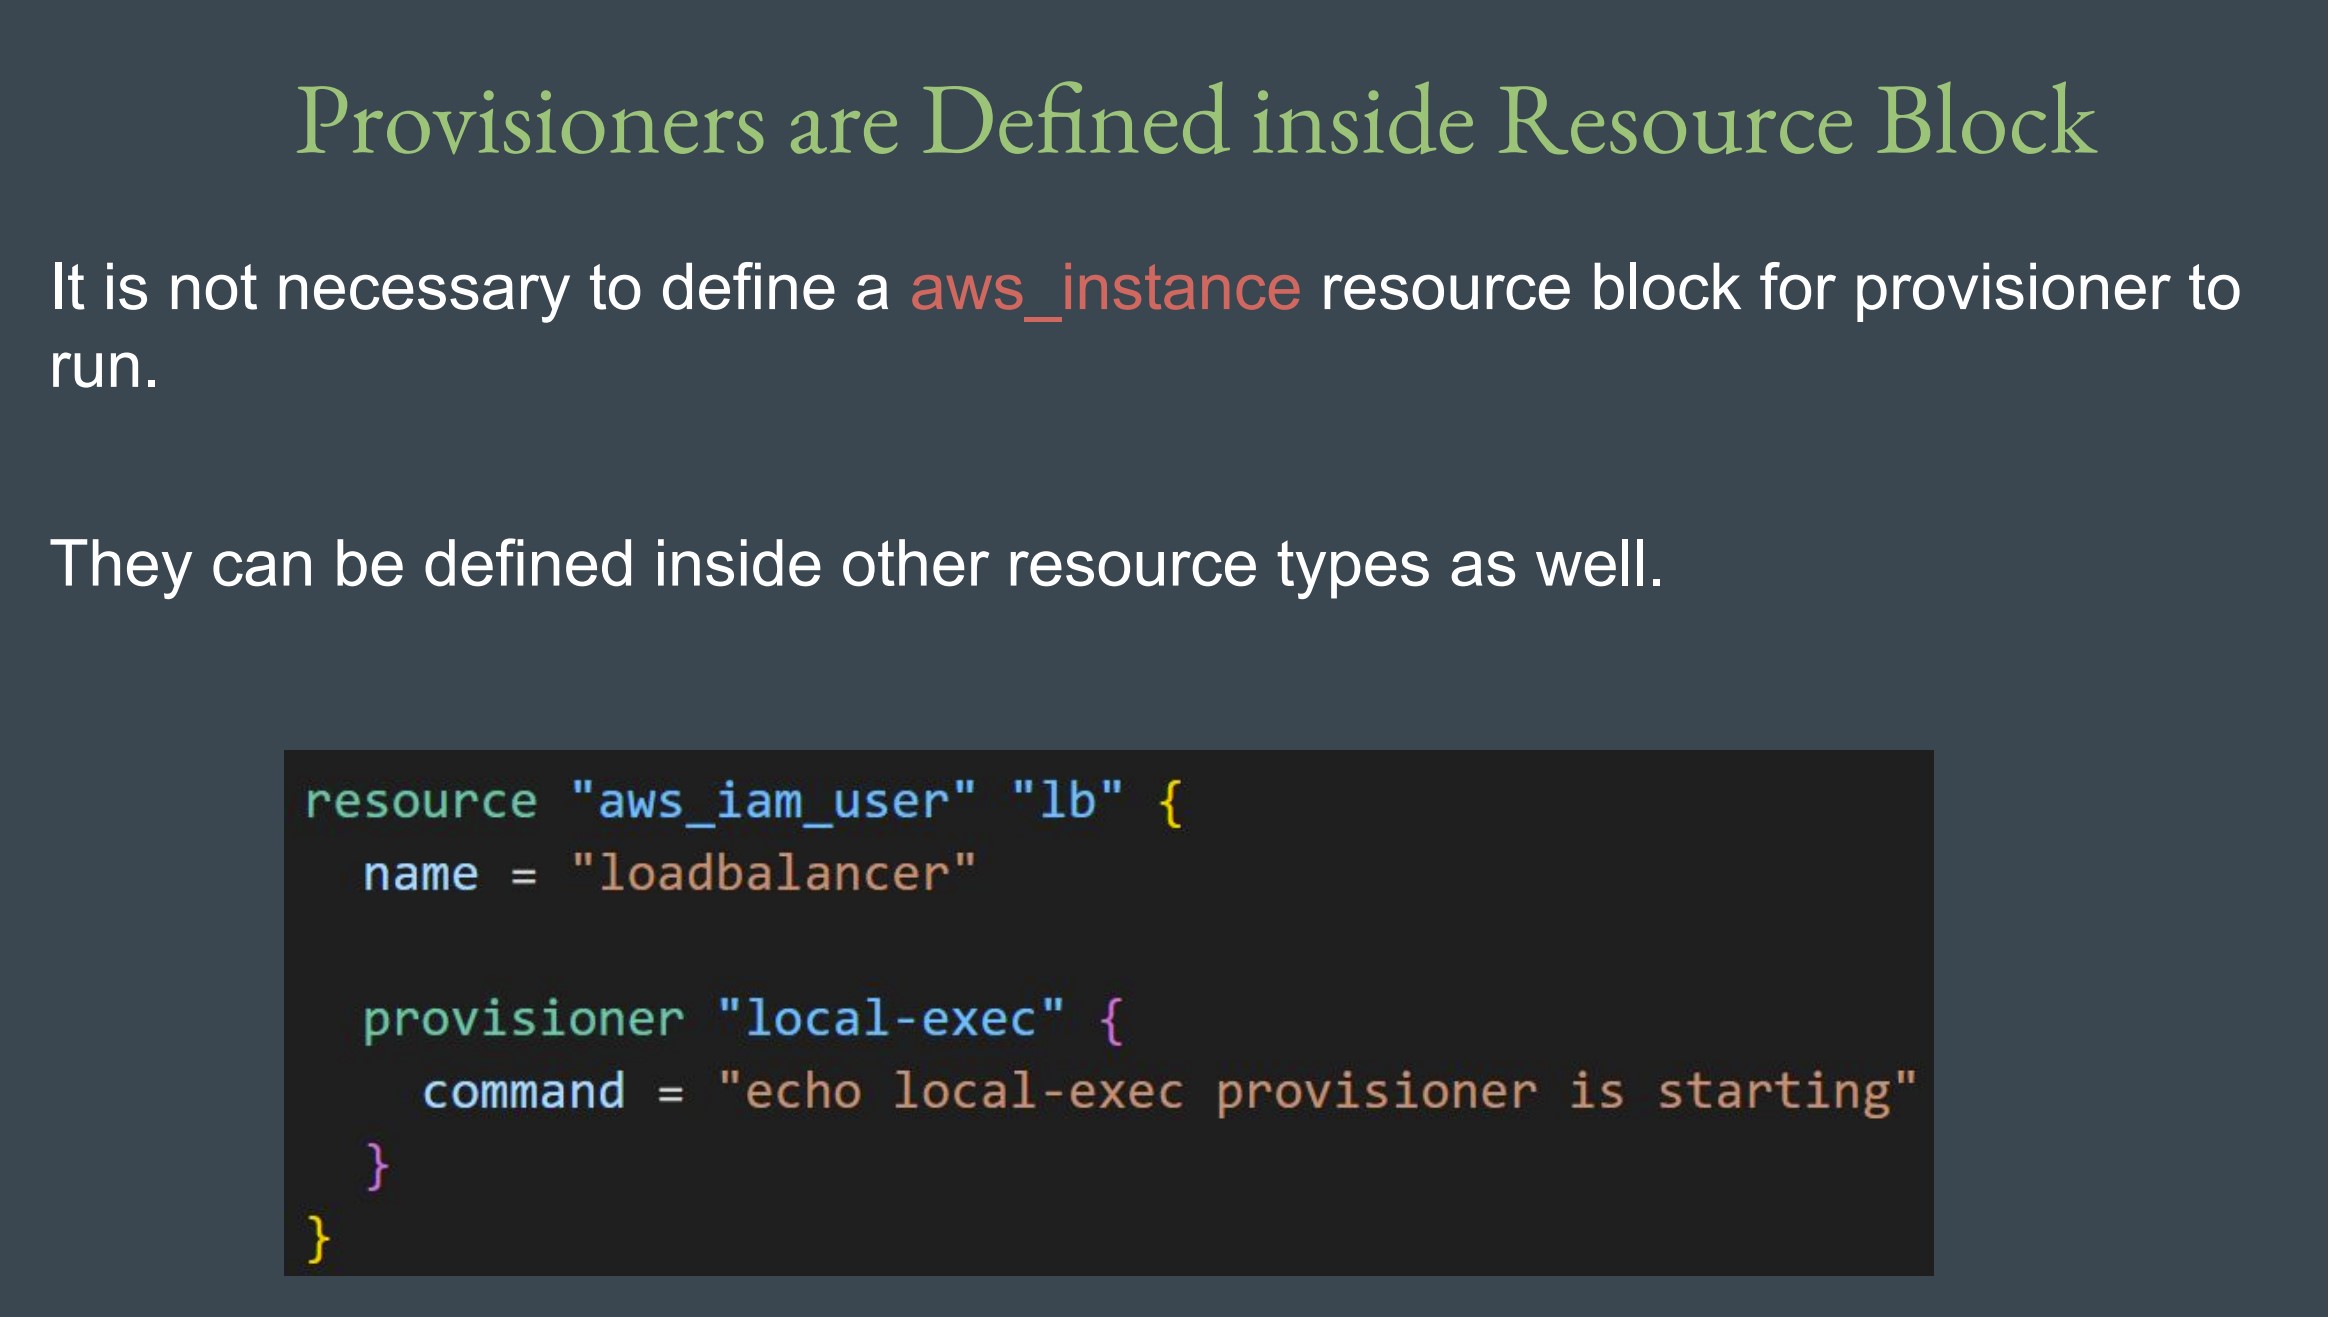 Provisioners are Defined inside Resource Block
It is not necessary to define a aws_instance resource block for provisioner to
run.
They can be defined inside other resource types as well.
resource "aws_iam_user" "lb" {
  name = "loadbalancer"
  provisioner "local-exec" {
    command = "echo local-exec provisioner is starting"
  }
}